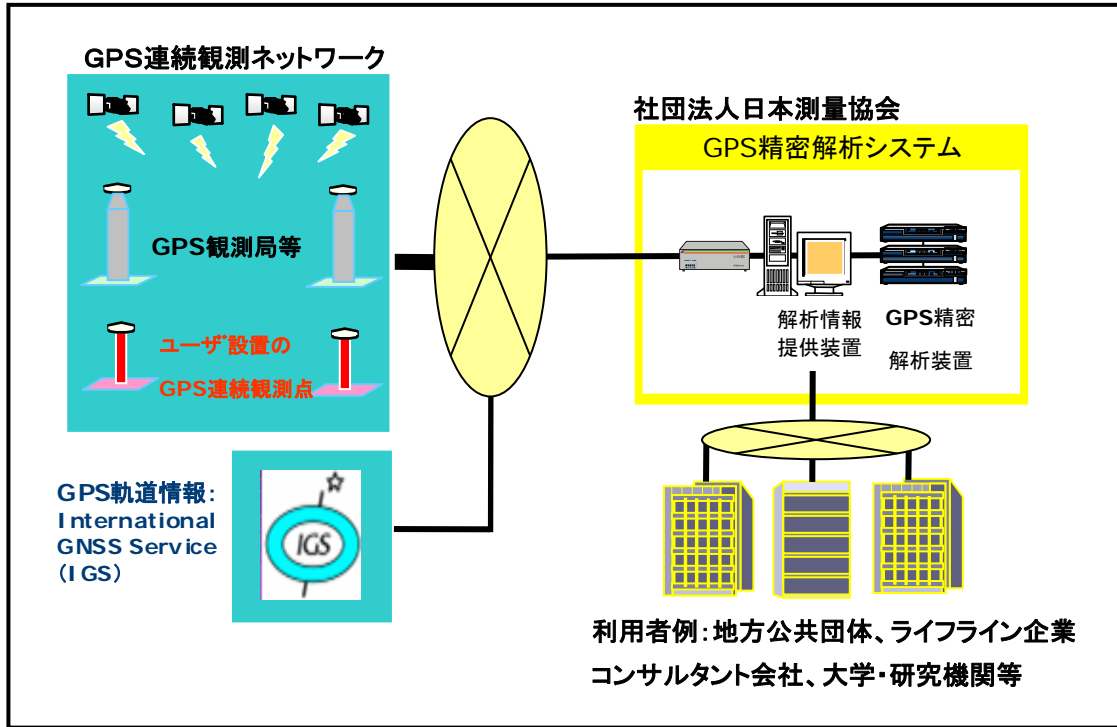 GPS連続観測ネットワーク
GPS観測局等
ユーザ設置の
GPS連続観測点
GPS軌道情報:
International
GNSS Service
(IGS)
IGS
社団法人日本測量協会
GPS精密解析システム
解析情報
提供装置
GPS精密
解析装置
利用者例:地方公共団体、ライフライン企業
コンサルタント会社、大学・研究機関等